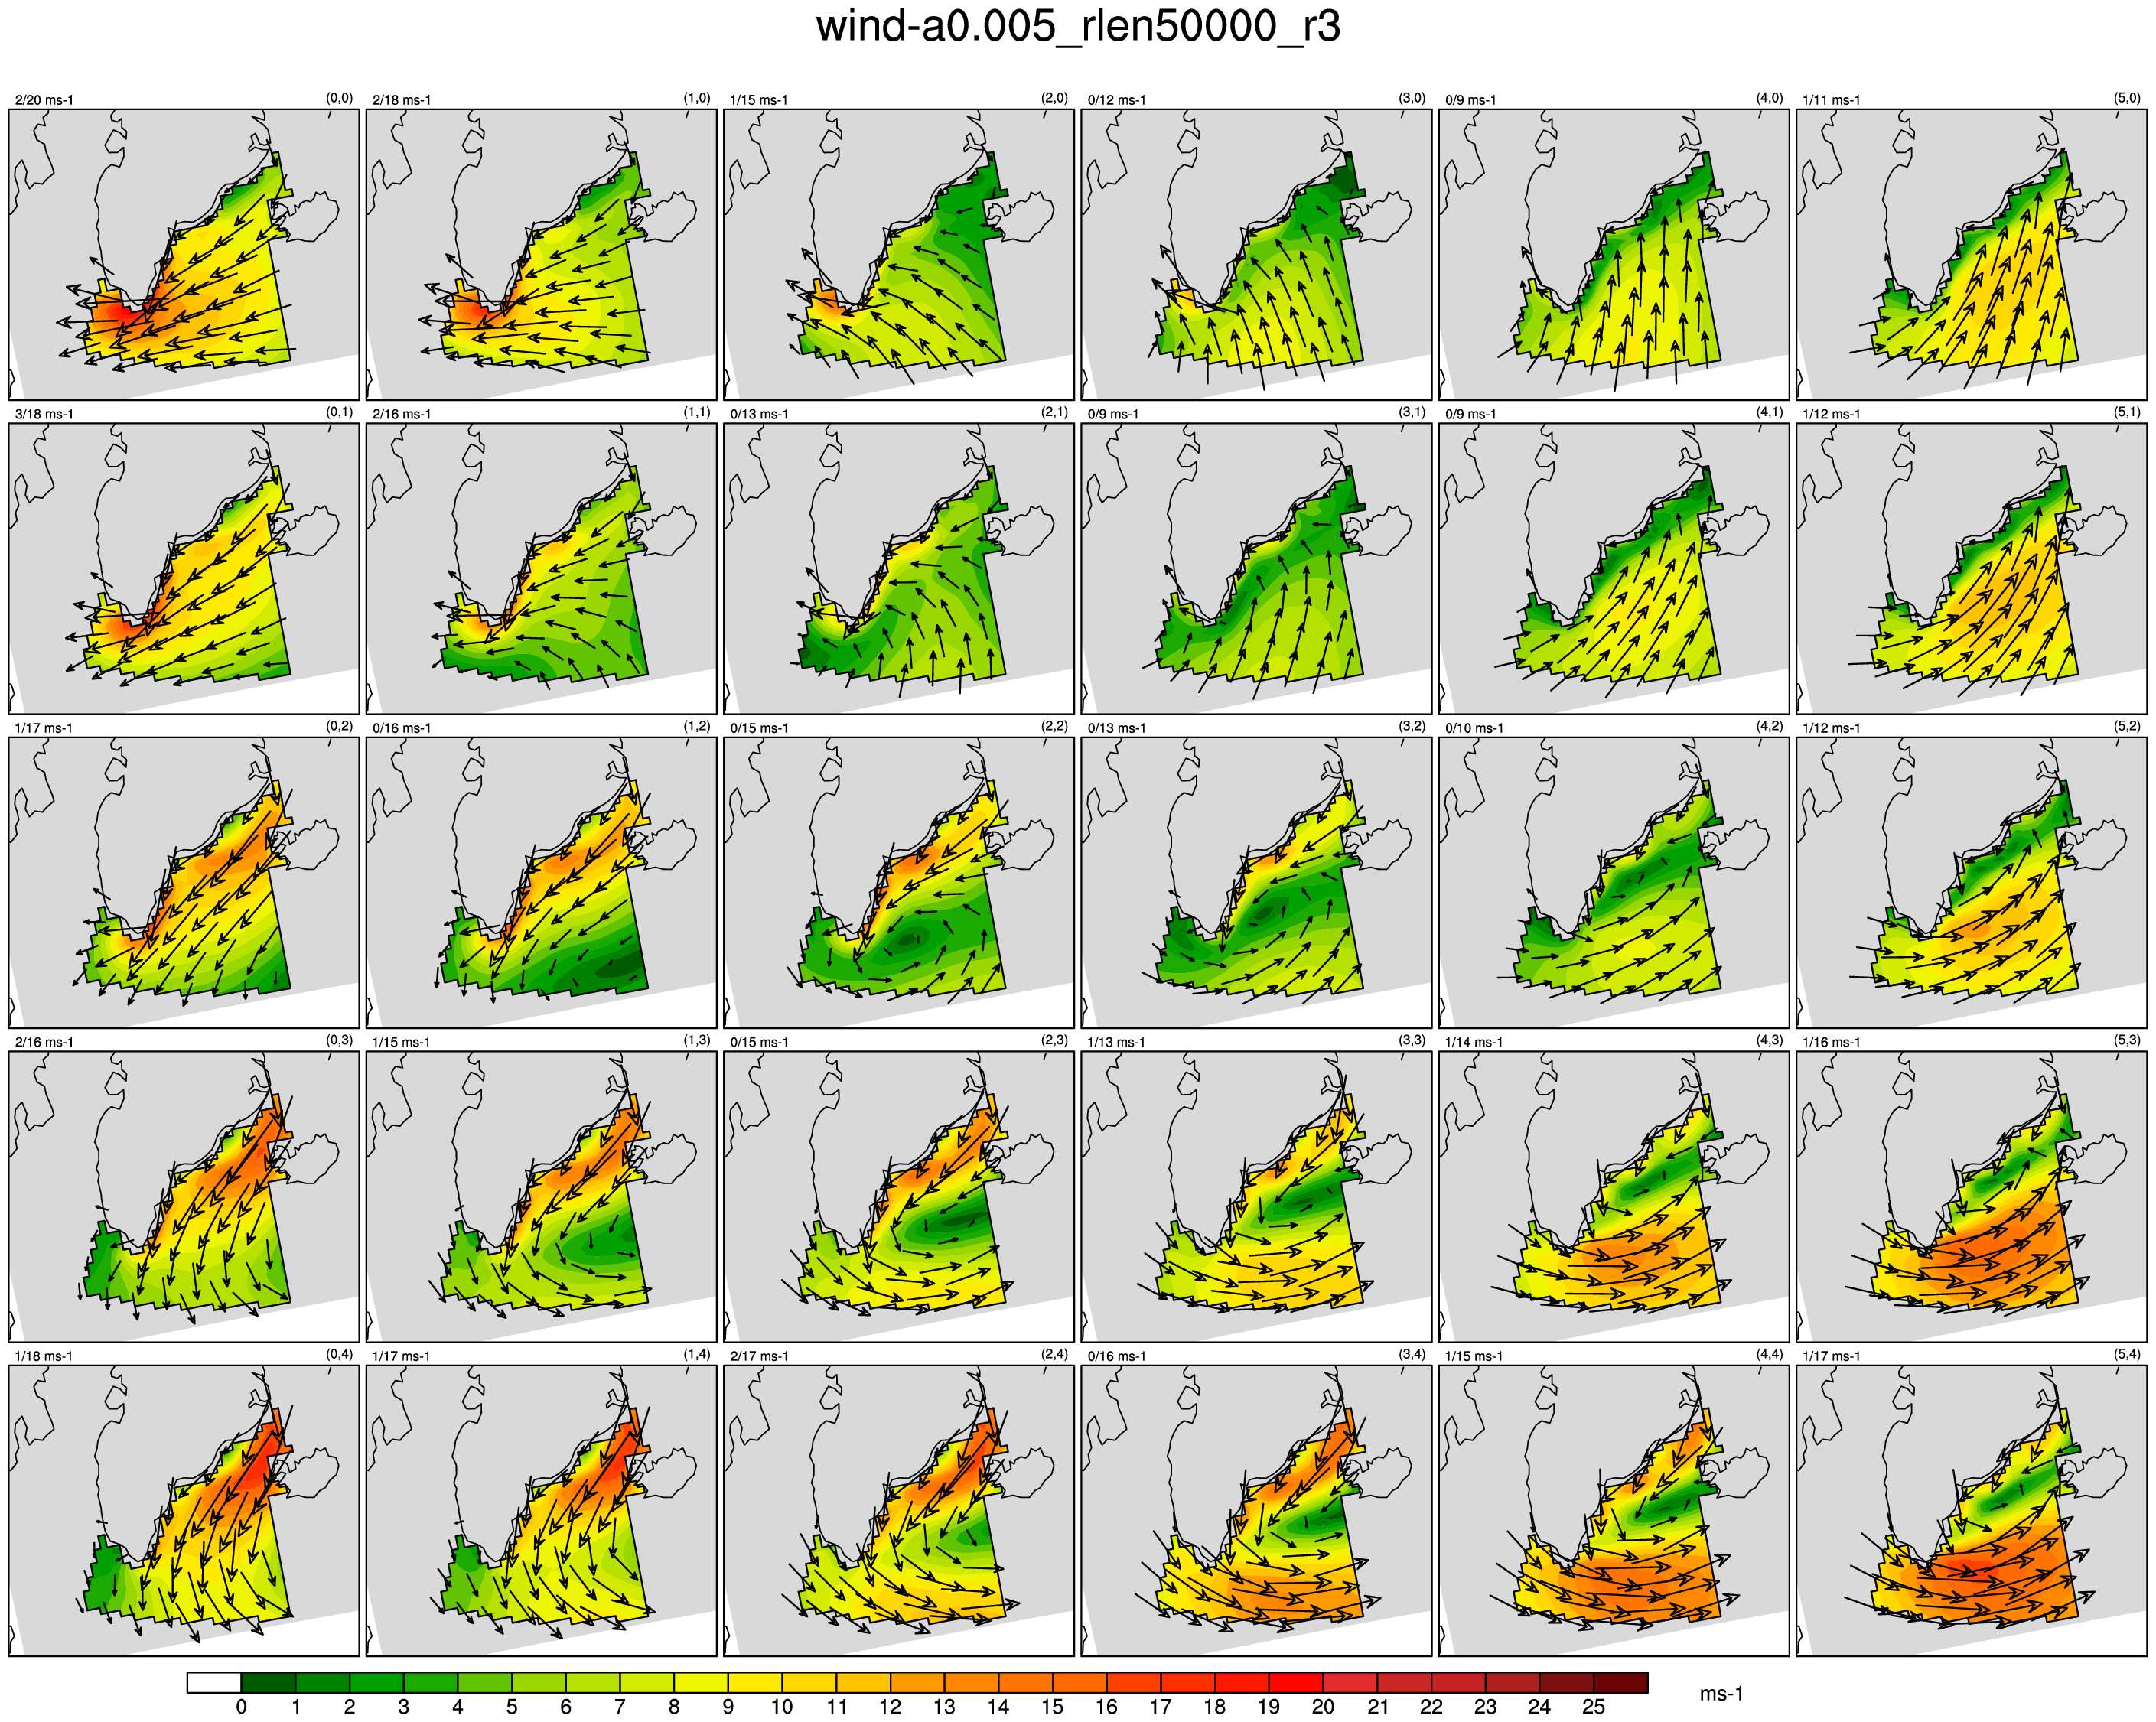 wind-a0.005_rlen50000_r3
2/20 ms-1 (0,0) 2/18 ms-1 (1,0) 1/15 ms-1 (2,0) 0/12 ms-1 (3,0) 0/9 ms-1 (4,0) 1/11 ms-1 (5,0)
3/18 ms-1 (0,1) 2/16 ms-1 (1,1) 0/13 ms-1 (2,1) 0/9 ms-1 (3,1) 0/9 ms-1 (4,1) 1/12 ms-1 (5,1)
1/17 ms-1 (0,2) 0/16 ms-1 (1,2) 0/15 ms-1 (2,2) 0/13 ms-1 (3,2) 0/10 ms-1 (4,2) 1/12 ms-1 (5,2)
2/16 ms-1 (0,3) 1/15 ms-1 (1,3) 0/15 ms-1 (2,3) 1/13 ms-1 (3,3) 1/14 ms-1 (4,3) 1/16 ms-1 (5,3)
1/18 ms-1 (0,4) 1/17 ms-1 (1,4) 2/17 ms-1 (2,4) 0/16 ms-1 (3,4) 1/15 ms-1 (4,4) 1/17 ms-1 (5,4)
0 1 2 3 4 5 6 7 8 9 10 11 12 13 14 15 16 17 18 19 20 21 22 23 24 25 ms-1